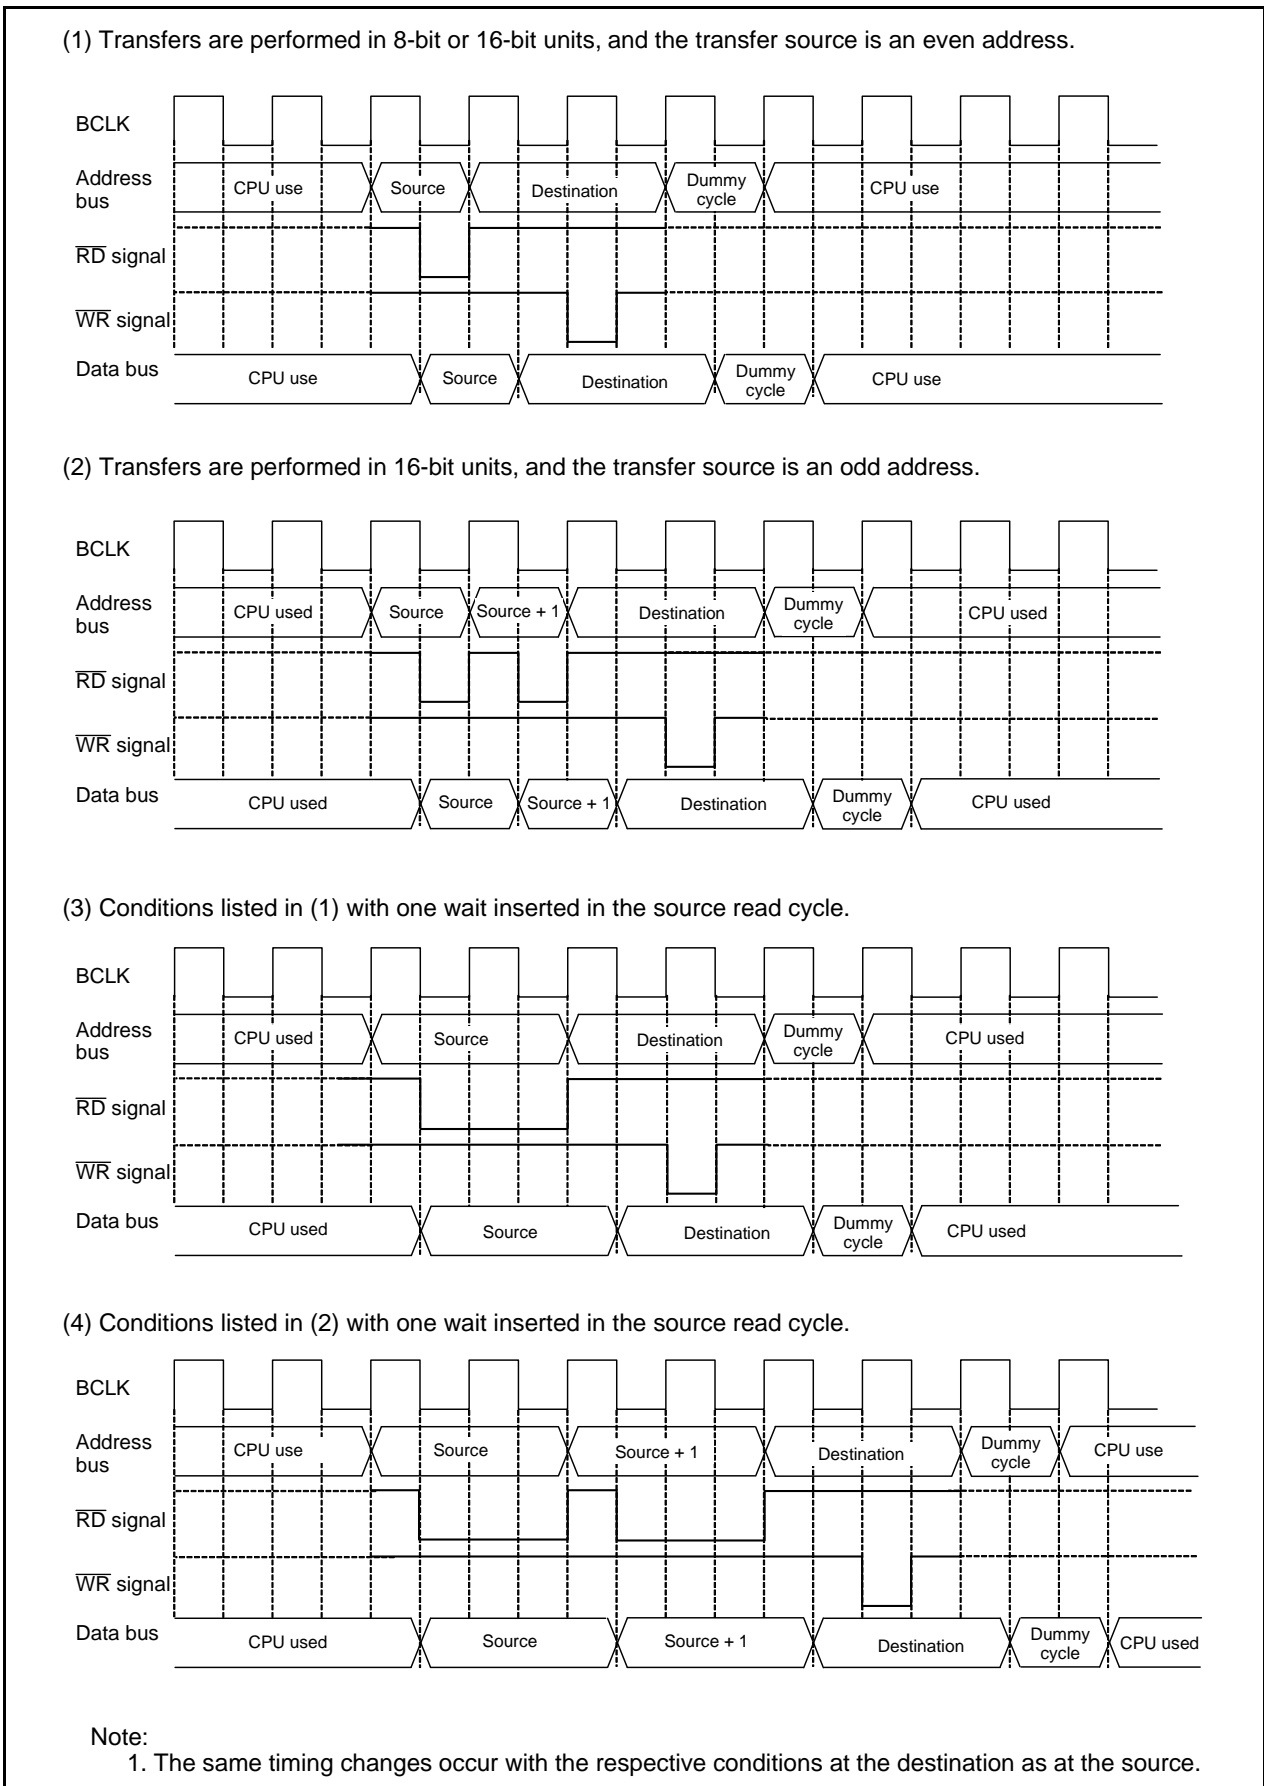 (1) Transfers are performed in 8-bit or 16-bit units, and the transfer source is an even address.
BCLK
Address
bus
CPU use
Source
Destination
Dummy
cycle
CPU use
RD signal
WR signal
Data bus
CPU use
Source
Destination
Dummy
cycle
CPU use
(2) Transfers are performed in 16-bit units, and the transfer source is an odd address.
BCLK
Address
bus
CPU used
Source
Source + 1
Destination
Dummy
cycle
CPU used
RD signal
WR signal
Data bus
CPU used
Source
Source + 1
Destination
Dummy
cycle
CPU used
(3) Conditions listed in (1) with one wait inserted in the source read cycle.
BCLK
Address
bus
CPU used
Source
Destination
Dummy
cycle
CPU used
RD signal
WR signal
Data bus
CPU used
Source
Destination
Dummy
cycle
CPU used
(4) Conditions listed in (2) with one wait inserted in the source read cycle.
BCLK
Address
bus
CPU use
Source
Source + 1
Destination
Dummy
cycle
CPU use
RD signal
WR signal
Data bus
CPU used
Source
Source + 1
Destination
Dummy
cycle
CPU used
Note:
1. The same timing changes occur with the respective conditions at the destination as at the source.